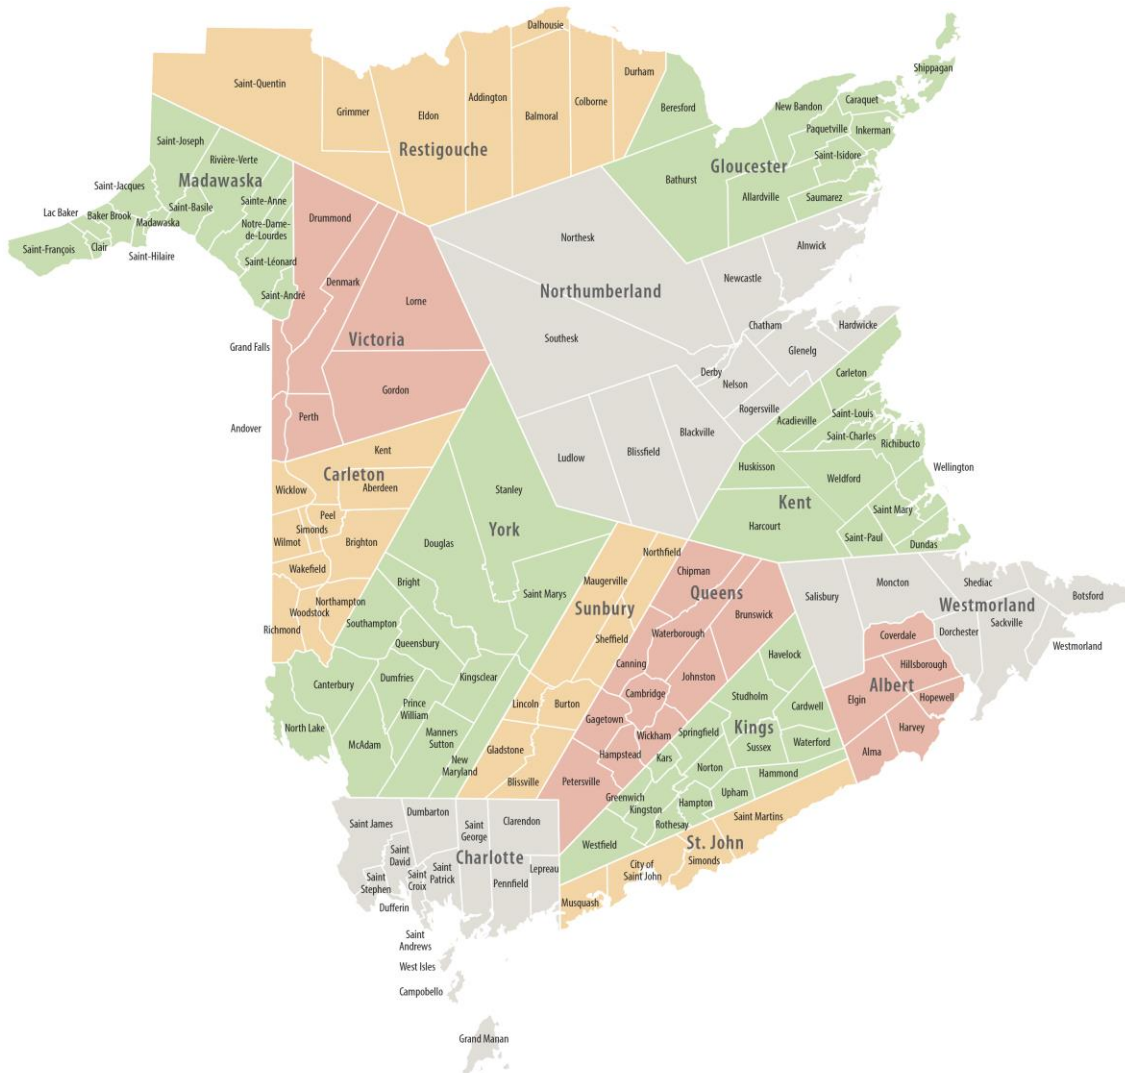 Dalhousie
Saint-Quentin
Grimmer
Eldon
Addington
Balmoral
Colborne
Durham
Restigouche
Shippagan
Beresford
New Bandon
Caraquet
Paquetville
Inkerman
Saint-Isidore
Gloucester
Bathurst
Allardville
Saumarez
Saint-Joseph
Rivière-Verte
Madawaska
Saint-Jacques
Sainte-Anne
Lac Baker
Baker Brook
Madawaska
Saint-Basile
Notre-Dame-
de-Lourdes
Saint-François
Clair
Saint-Hilaire
Saint-Léonard
Saint-André
Drummond
Denmark
Lorne
Victoria
Grand Falls
Gordon
Perth
Andover
Northesk
Alnwick
Newcastle
Northumberland
Southesk
Chatham
Hardwicke
Glenelg
Derby
Nelson
Rogersville
Blackville
Blissfield
Ludlow
Carleton
Acadieville
Saint-Louis
Saint-Charles
Richibucto
Huskisson
Weldford
Wellington
Kent
Harcourt
Saint Mary
Saint-Paul
Dundas
Kent
Carleton
Aberdeen
Wicklow
Peel
Simonds
Wilmot
Brighton
Wakefield
Northampton
Woodstock
Richmond
Stanley
York
Douglas
Bright
Saint Marys
Southampton
Queensbury
Canterbury
Dumfries
Kingsclear
Prince
William
North Lake
McAdam
Manners
Sutton
New
Maryland
Northfield
Maugerville
Sunbury
Sheffield
Lincoln
Burton
Gladstone
Blissville
Chipman
Queens
Brunswick
Waterborough
Canning
Johnston
Cambridge
Gagetown
Wickham
Hampstead
Petersville
Havelock
Studholm
Cardwell
Springfield
Kings
Sussex
Waterford
Kars
Norton
Hammond
Greenwich
Upham
Kingston
Hampton
Rothesay
Westfield
Salisbury
Moncton
Shediac
Botsford
Westmorland
Dorchester
Sackville
Westmorland
Coverdale
Hillsborough
Albert
Elgin
Hopewell
Harvey
Alma
Saint Martins
St. John
Simonds
City of
Saint John
Musquash
Saint James
Dumbarton
Saint
George
Clarendon
Saint
David
Charlotte
Lepreau
Saint
Stephen
Saint
Croix
Saint
Patrick
Pennfield
Dufferin
Saint
Andrews
West Isles
Campobello
Grand Manan